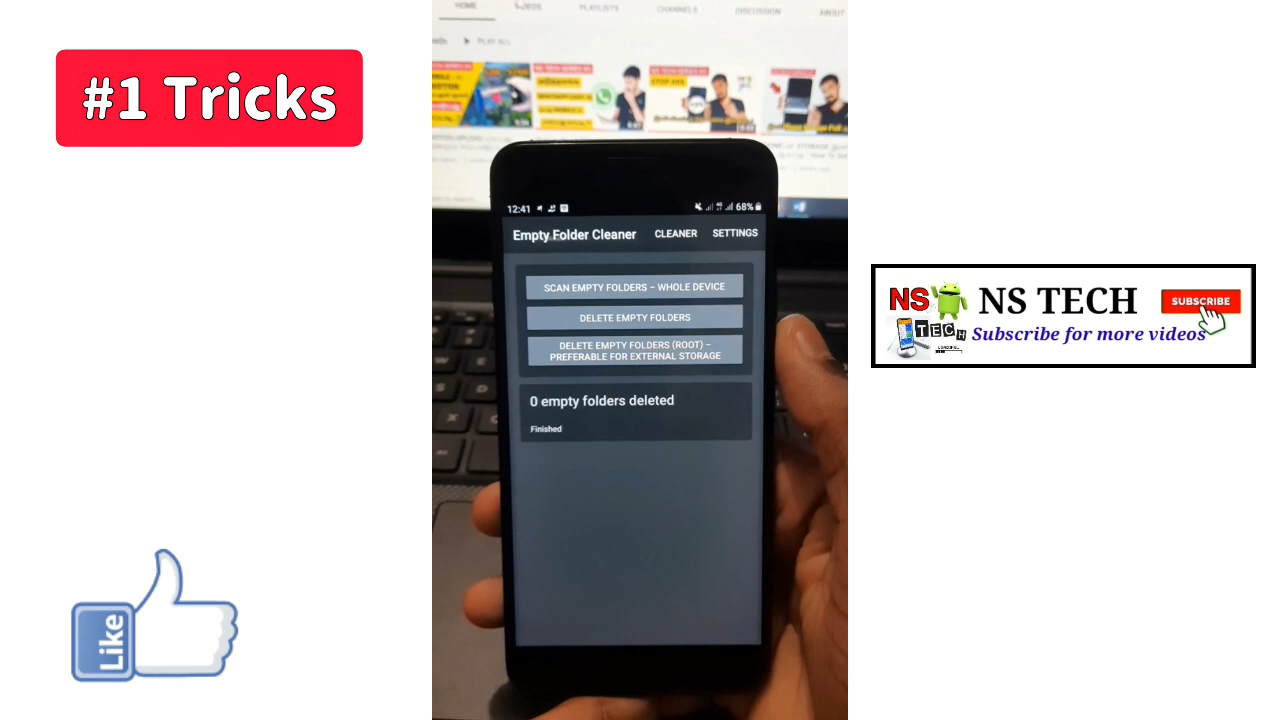 #1 Tricks
HOME
VIDEOS
PLAYLISTS
CHANNELS
DISCUSSION
ABOUT
PLAY ALL
12:41
68%
Empty Folder Cleaner
CLEANER
SETTINGS
SCAN EMPTY FOLDERS – WHOLE DEVICE
DELETE EMPTY FOLDERS
DELETE EMPTY FOLDERS (ROOT) –
PREFERABLE FOR EXTERNAL STORAGE
0 empty folders deleted
Finished
NS
TECH
NS TECH
SUBSCRIBE
Subscribe for more videos
Like